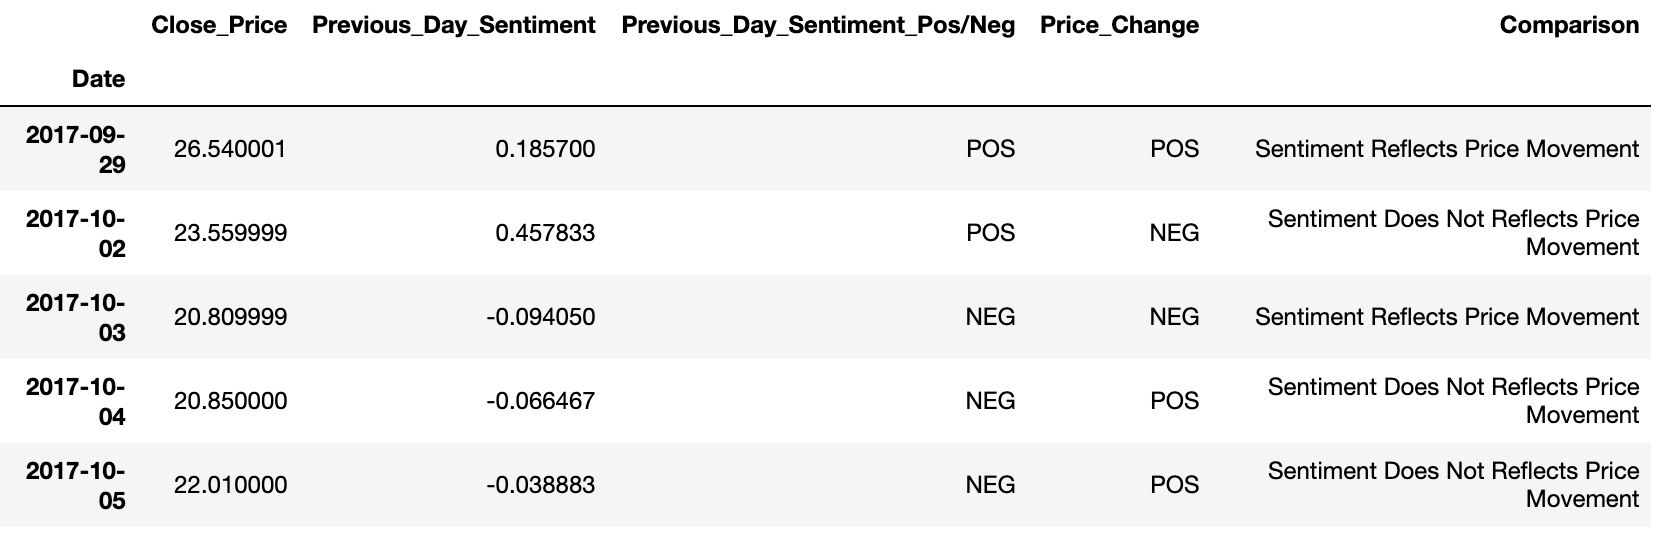 Close_Price Previous_Day_Sentiment Previous_Day_Sentiment_Pos/Neg Price_Change Comparison
Date
2017-09-
29 26.540001 0.185700 POS POS Sentiment Reflects Price Movement
2017-10-
02 23.559999 0.457833 POS NEG Sentiment Does Not Reflects Price
Movement
2017-10-
03 20.809999 -0.094050 NEG NEG Sentiment Reflects Price Movement
2017-10-
04 20.850000 -0.066467 NEG POS Sentiment Does Not Reflects Price
Movement
2017-10-
05 22.010000 -0.038883 NEG POS Sentiment Does Not Reflects Price
Movement